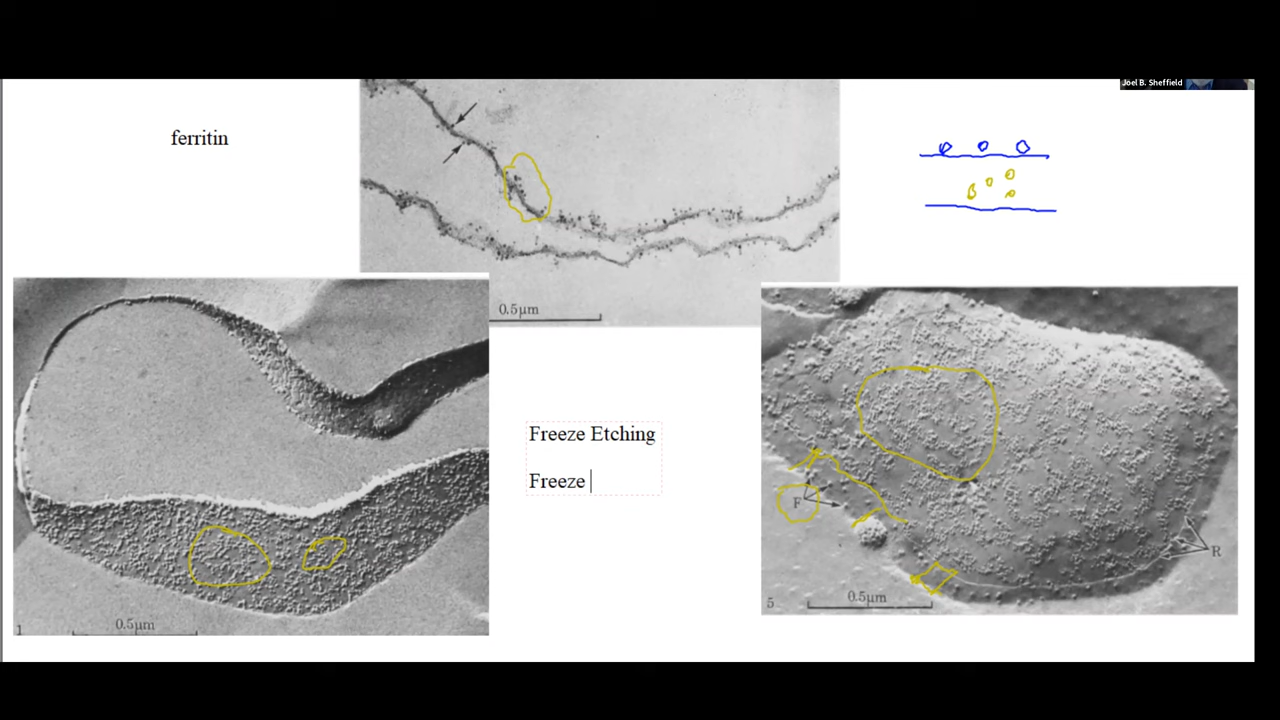 Joel B. Sheffield
ferritin
0.5μm
Freeze Etching
Freeze
F
R
1
0.5μm
5
0.5μm